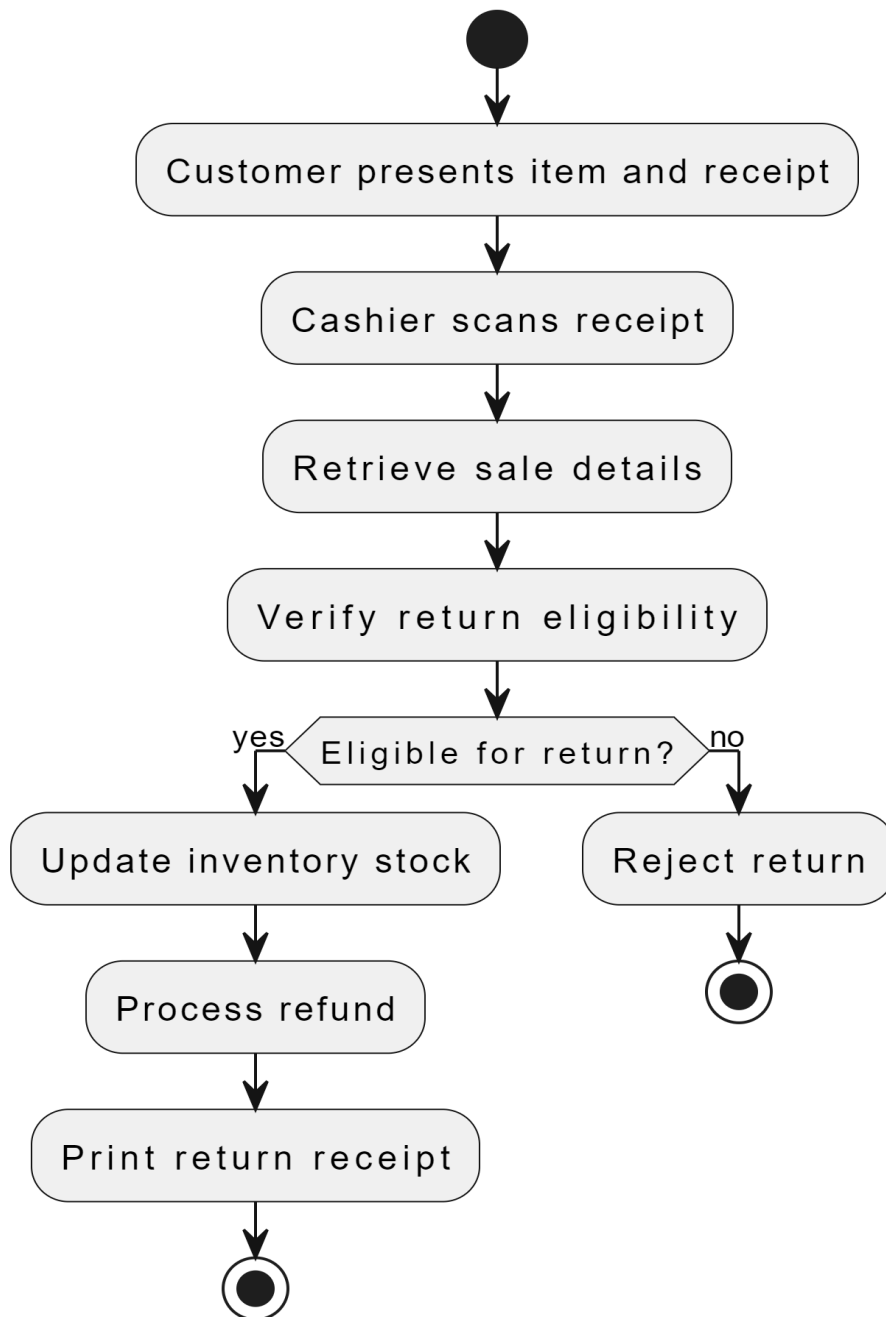 Customer presents item and receipt
Cashier scans receipt
Retrieve sale details
Verify return eligibility
yes
Eligible for return?
no
Update inventory stock
Reject return
Process refund
Print return receipt